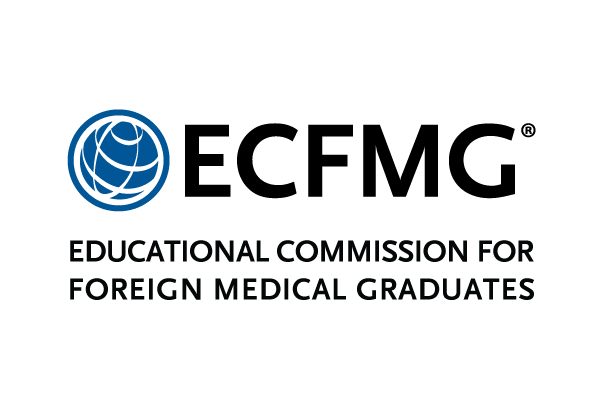 ECFMG®
EDUCATIONAL COMMISSION FOR
FOREIGN MEDICAL GRADUATES